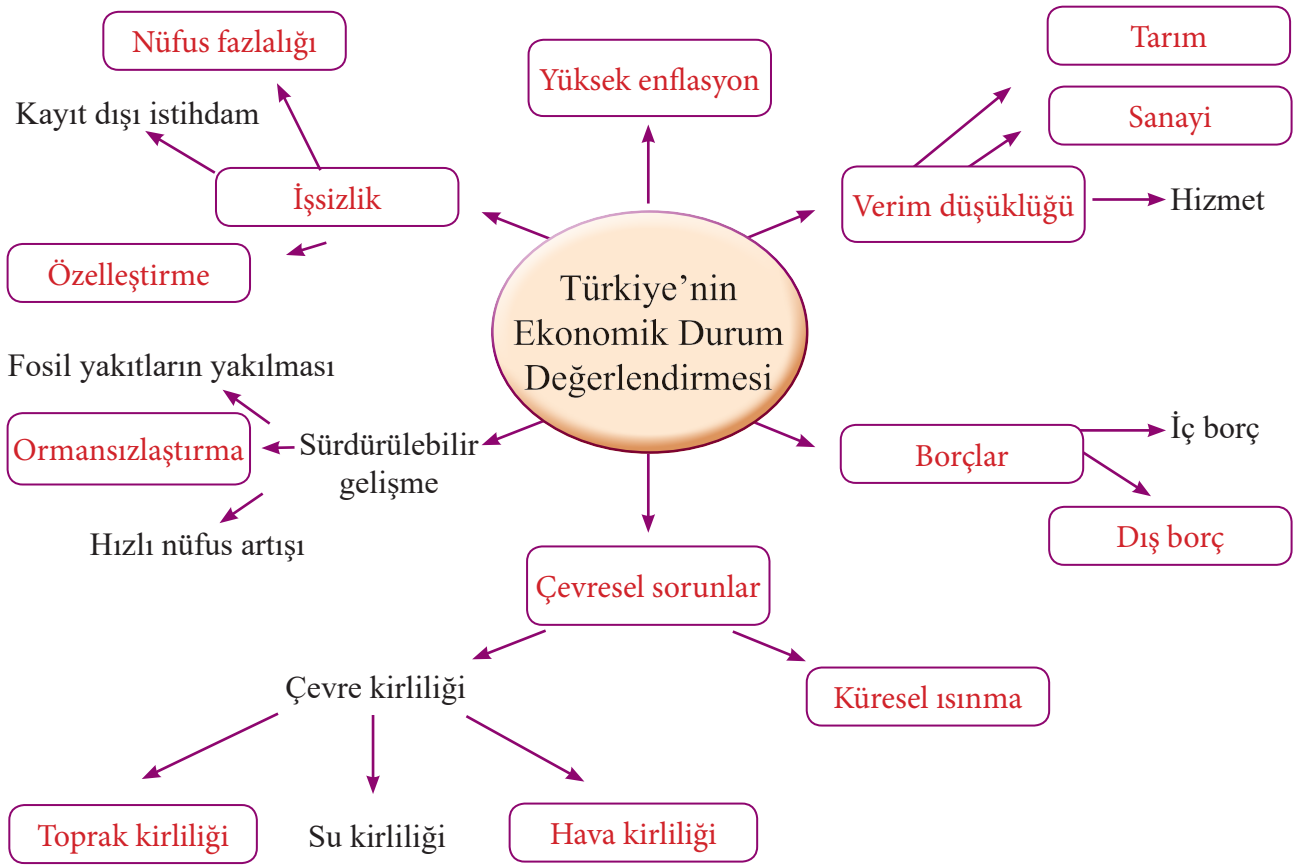 Nüfus fazlalığı
Yüksek enflasyon
Tarım
Kayıt dışı istihdam
Sanayi
İşsizlik
Verim düşüklüğü
Hizmet
Özelleştirme
Türkiye’nin
Ekonomik Durum
Değerlendirmesi
Fosil yakıtların yakılması
Ormansızlaştırma
Sürdürülebilir
gelişme
Hızlı nüfus artışı
Borçlar
İç borç
Dış borç
Çevresel sorunlar
Çevre kirliliği
Küresel ısınma
Toprak kirliliği
Su kirliliği
Hava kirliliği